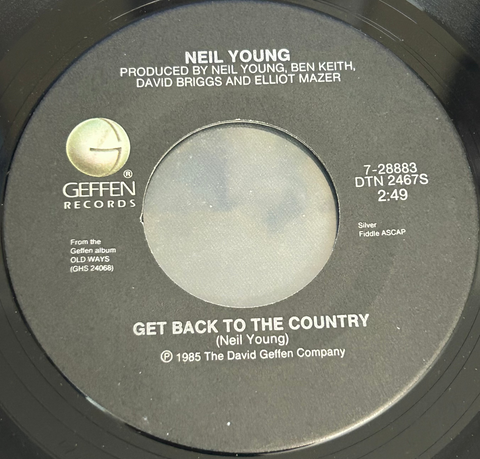 NEIL YOUNG
PRODUCED BY NEIL YOUNG, BEN KEITH,
DAVID BRIGGS AND ELLIOT MAZER
G
®
GEFFEN
RECORDS
7-28883
DTN 2467S
2:49
From the
Geffen album
OLD WAYS
(GHS 24068)
Silver
Fiddle ASCAP
GET BACK TO THE COUNTRY
(Neil Young)
℗ 1985 The David Geffen Company